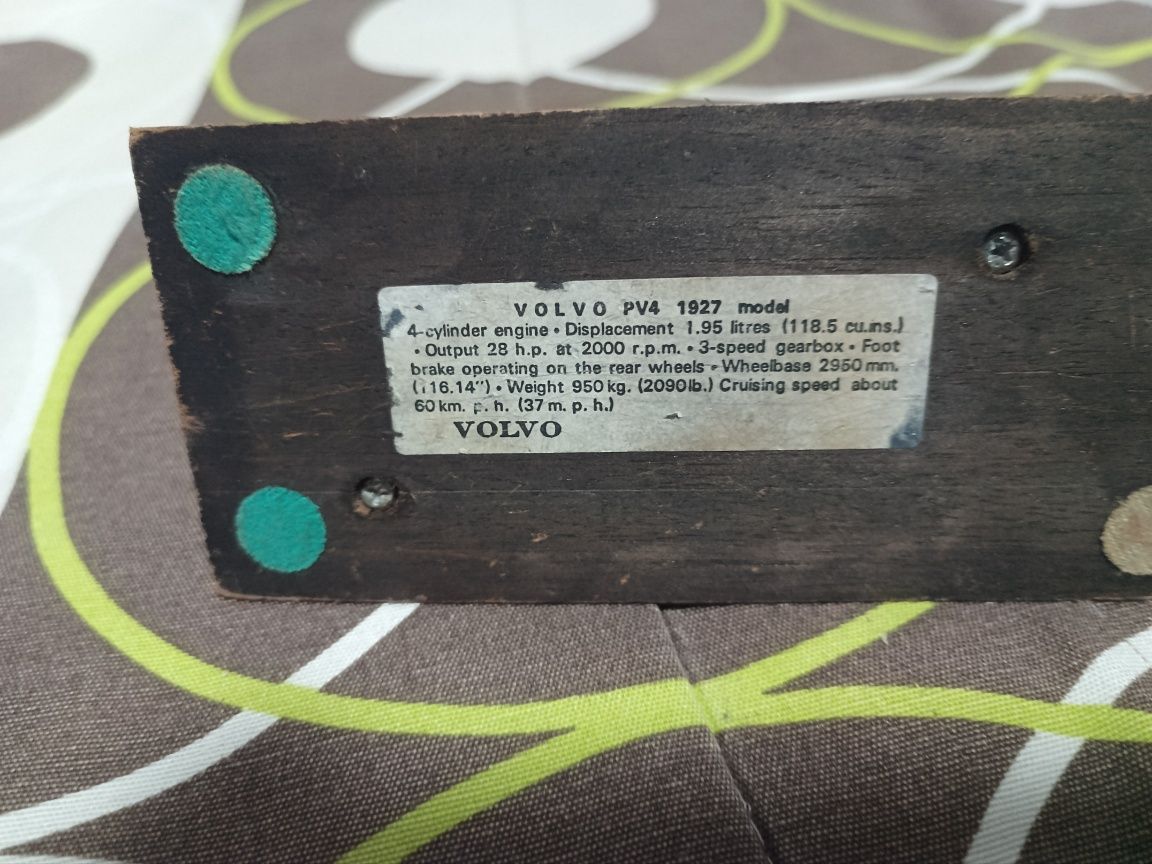 VOLVO PV4 1927 model
4-cylinder engine • Displacement 1.95 litres (118.5 cu.ins.)
• Output 28 h.p. at 2000 r.p.m. • 3-speed gearbox • Foot
brake operating on the rear wheels • Wheelbase 2950 mm.
(116.14") • Weight 950 kg. (2090 lb.) Cruising speed about
60 km. p. h. (37 m. p. h.)
VOLVO